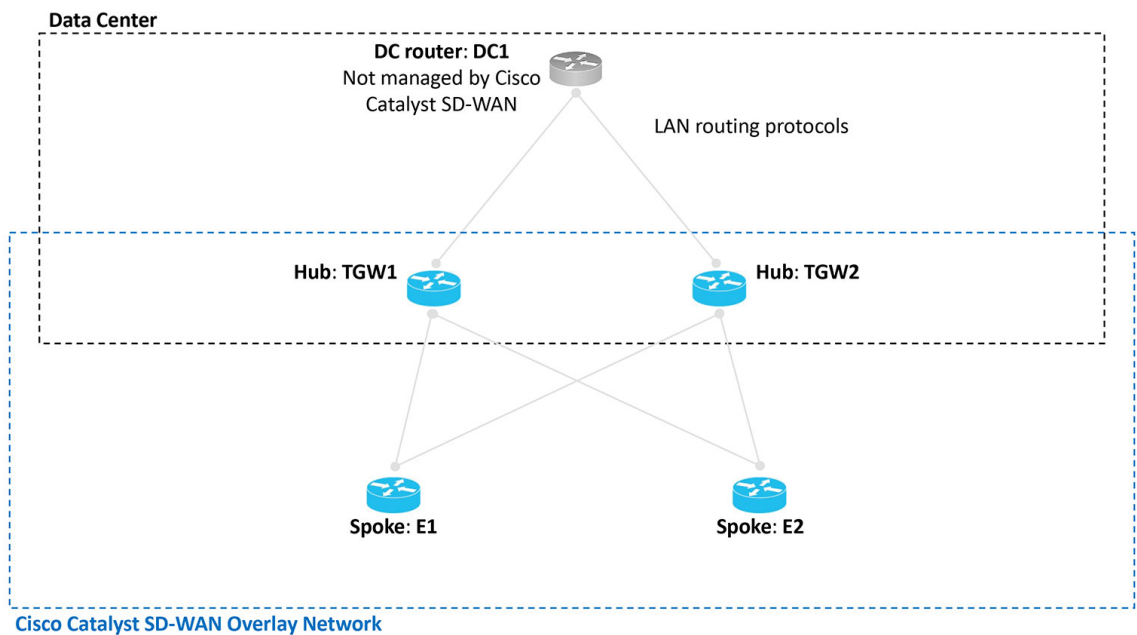 Data Center
DC router: DC1
Not managed by Cisco
Catalyst SD-WAN
LAN routing protocols
Hub: TGW1
Hub: TGW2
Spoke: E1
Spoke: E2
Cisco Catalyst SD-WAN Overlay Network